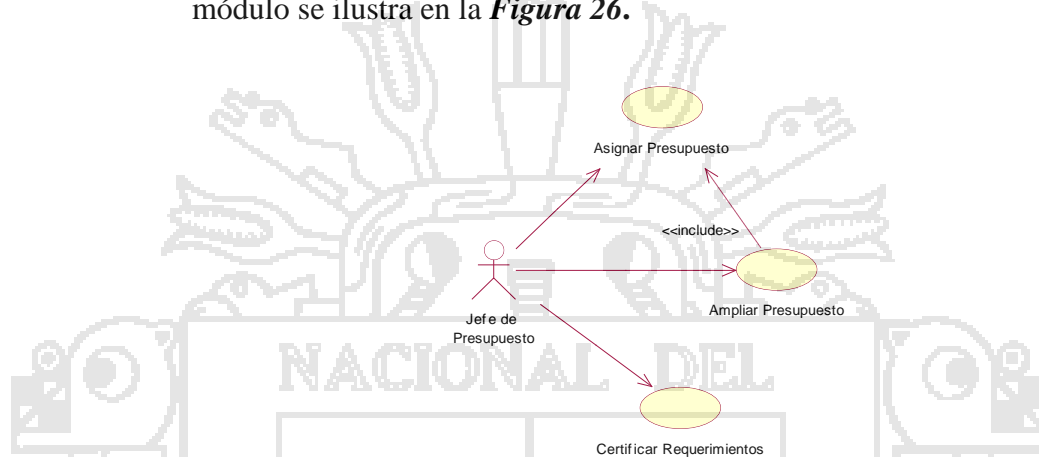 módulo se ilustra en la Figura 26.
Asignar Presupuesto
<<include>>
Ampliar Presupuesto
Jefe de
Presupuesto
NACIONAL DEL
Certificar Requerimientos